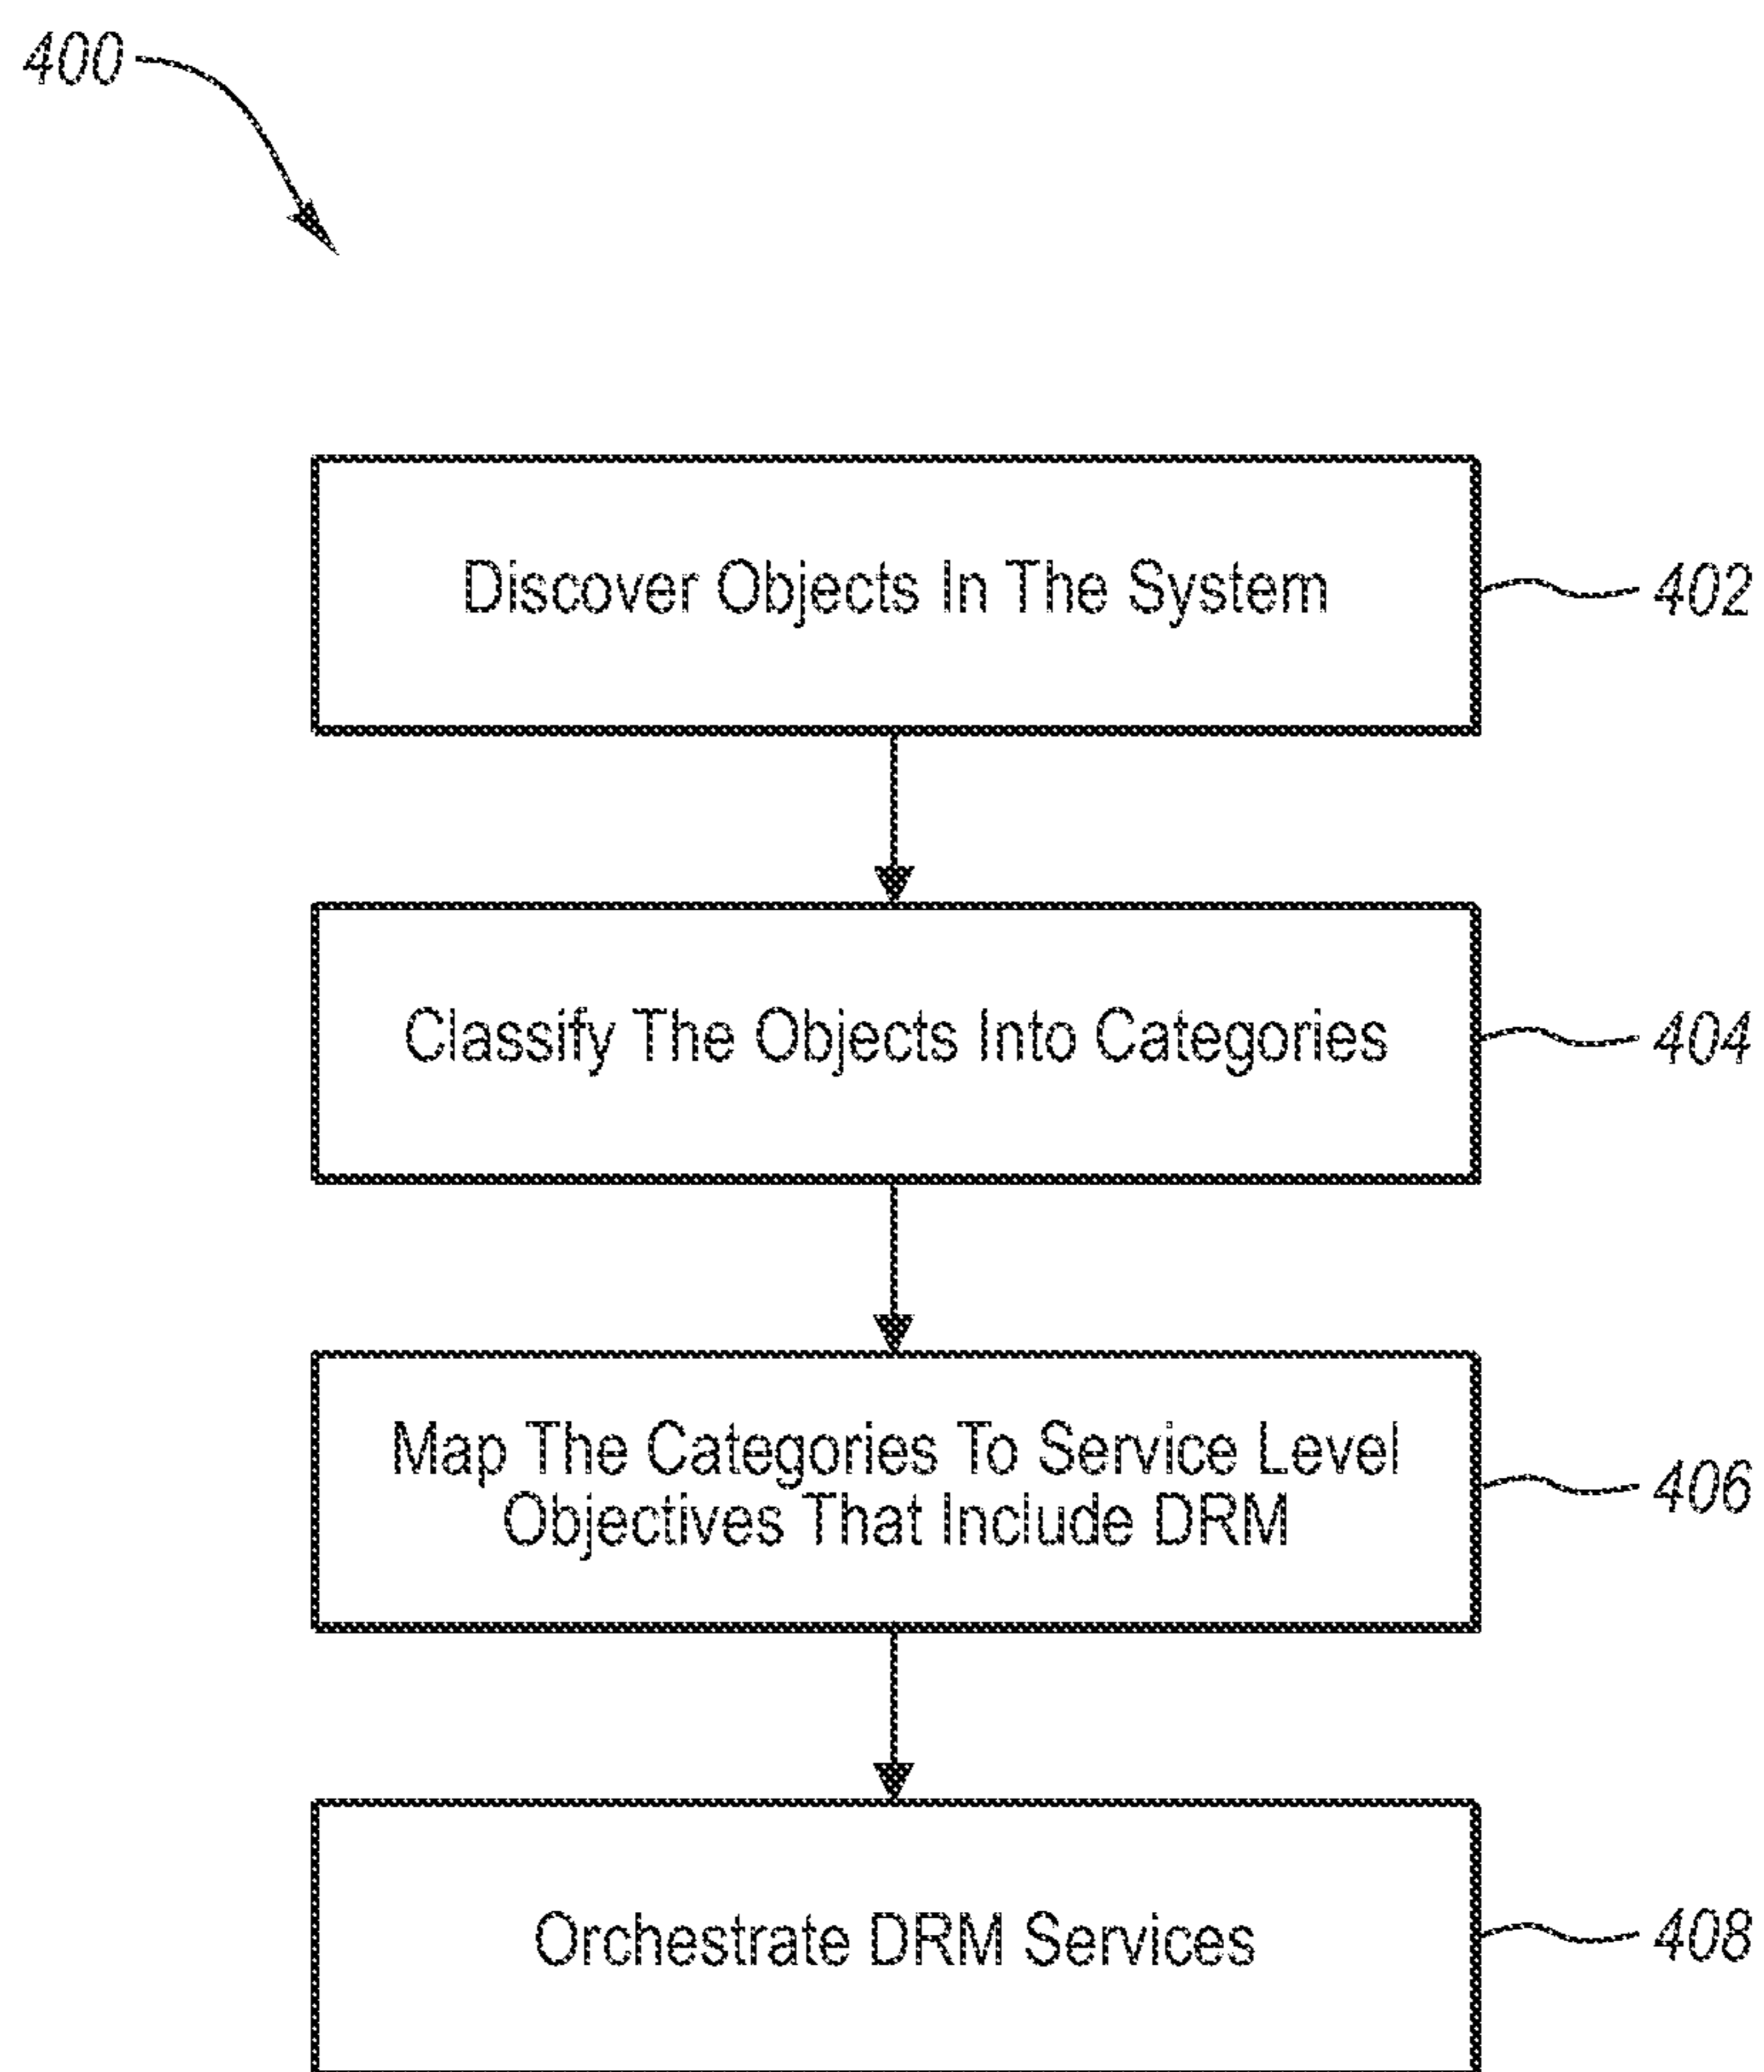 400
Discover Objects In The System
402
Classify The Objects Into Categories
404
Map The Categories To Service Level
Objectives That Include DRM
406
Orchestrate DRM Services
408